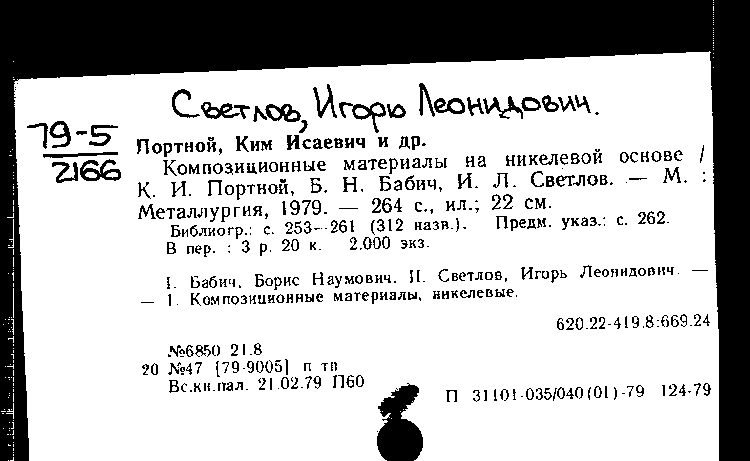 Светлов, Игорь Леонидович.
79-5
2166
Портной, Ким Исаевич и др.
Композиционные материалы на никелевой основе /
К. И. Портной, Б. Н. Бабич, И. Л. Светлов. — М. :
Металлургия, 1979. — 264 с., ил.; 22 см.
Библиогр.: с. 253—261 (312 назв.). Предм. указ.: с. 262.
В пер. : 3 р. 20 к. 2.000 экз.
I. Бабич, Борис Наумович. II. Светлов, Игорь Леонидович. —
— 1. Композиционные материалы, никелевые.
620.22-419.8:669.24
№6850 21.8
20 №47 [79-9005] п тп
Вс.кн.пал. 21.02.79 П60
П 31101-035/040(01)-79 124-79